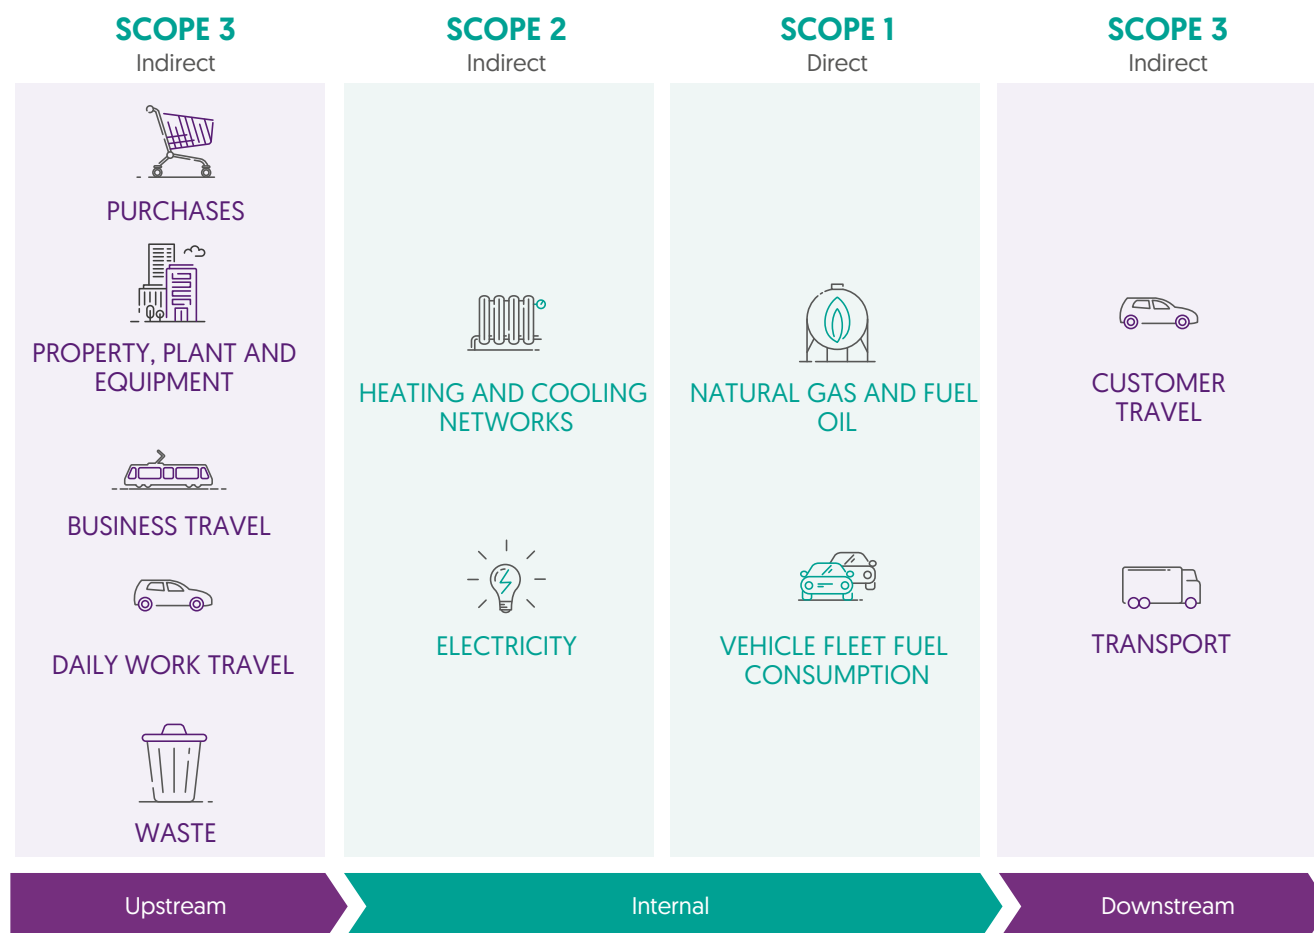 SCOPE 3
Indirect
PURCHASES
PROPERTY, PLANT AND
EQUIPMENT
BUSINESS TRAVEL
DAILY WORK TRAVEL
WASTE
SCOPE 2
Indirect
HEATING AND COOLING
NETWORKS
ELECTRICITY
SCOPE 1
Direct
NATURAL GAS AND FUEL
OIL
VEHICLE FLEET FUEL
CONSUMPTION
SCOPE 3
Indirect
CUSTOMER
TRAVEL
TRANSPORT
Upstream
Internal
Downstream